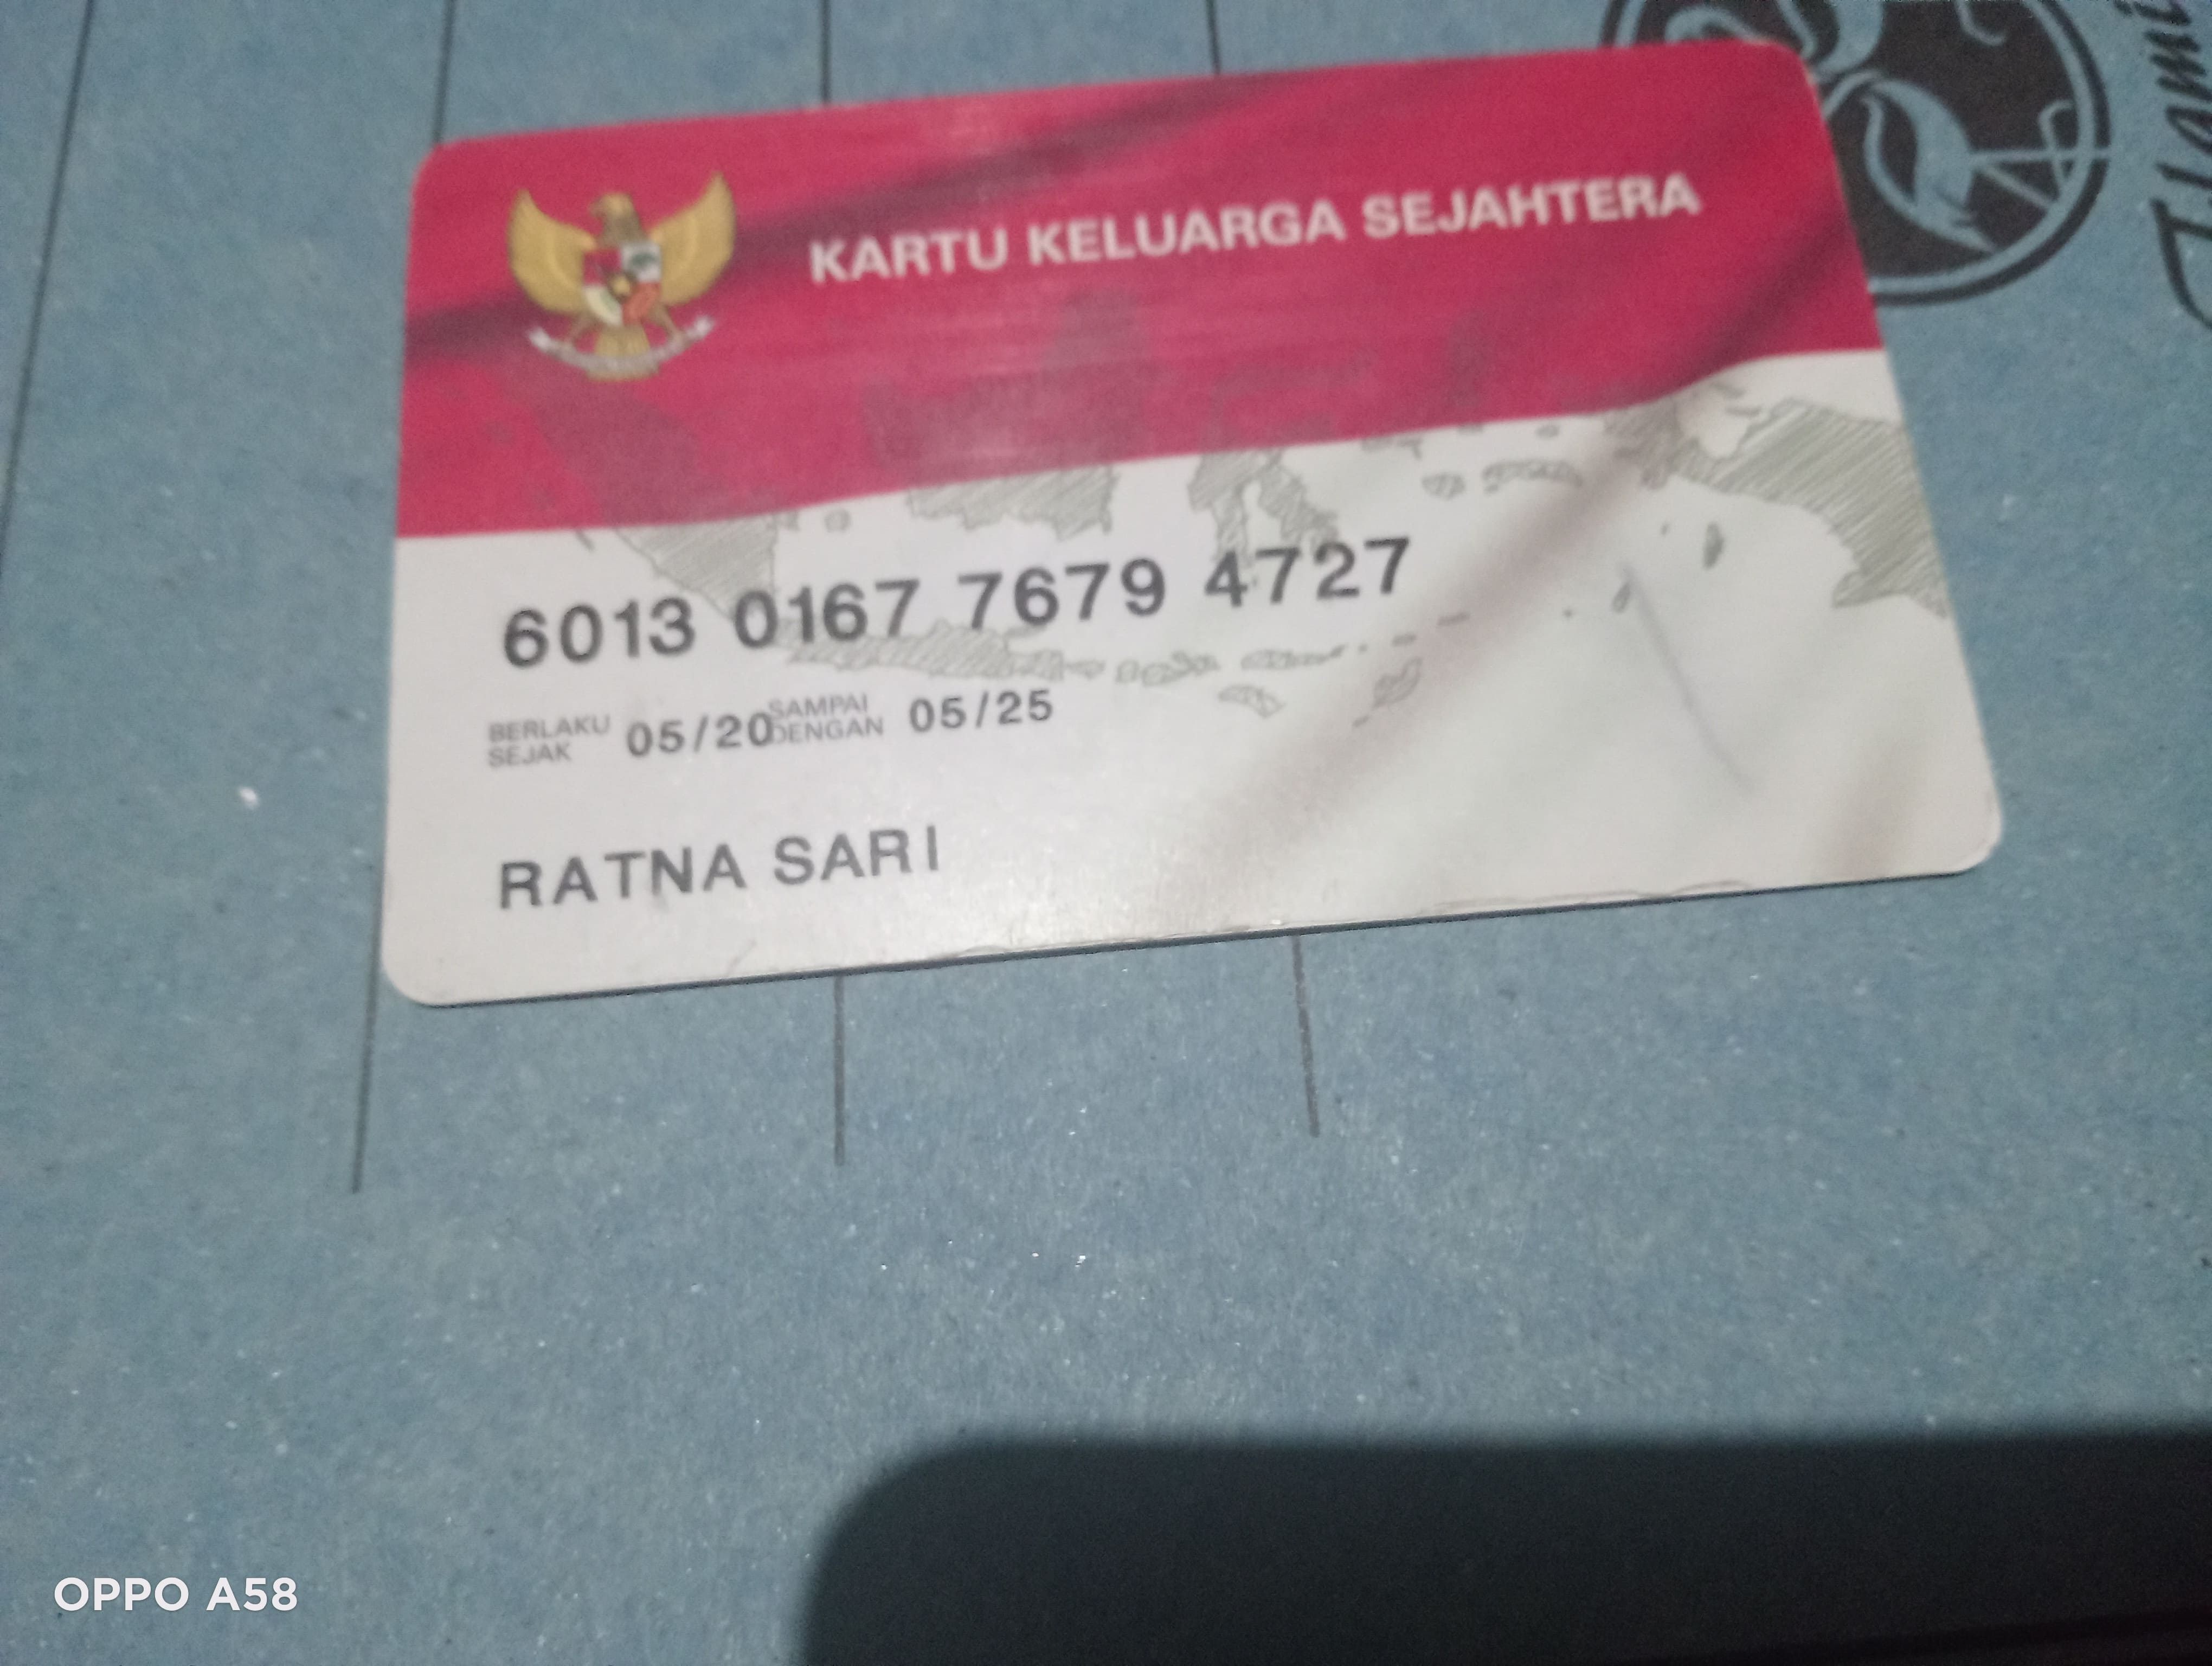 KARTU KELUARGA SEJAHTERA
6013 0167 7679 4727
BERLAKU SEJAK 05/20 SAMPAI DENGAN 05/25
RATNA SARI
OPPO A58